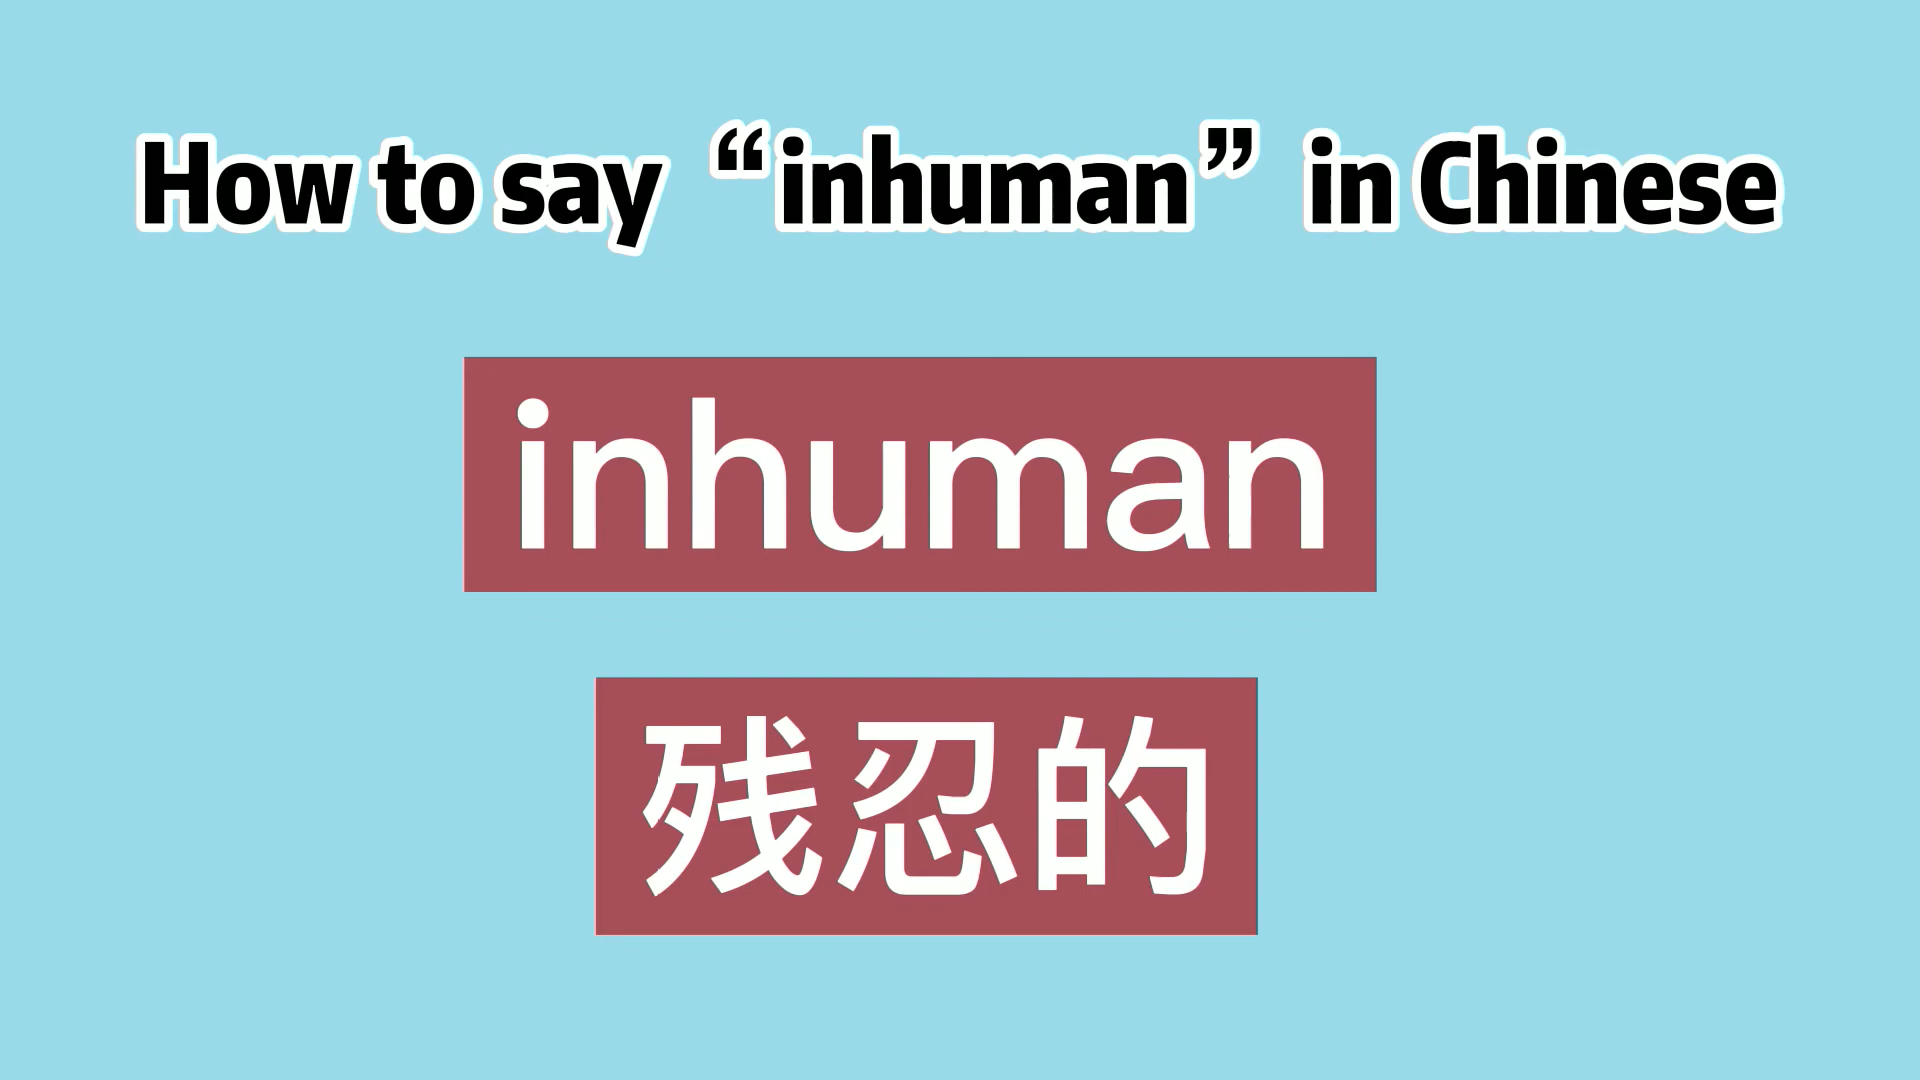 How to say “inhuman” in Chinese
inhuman
残忍的